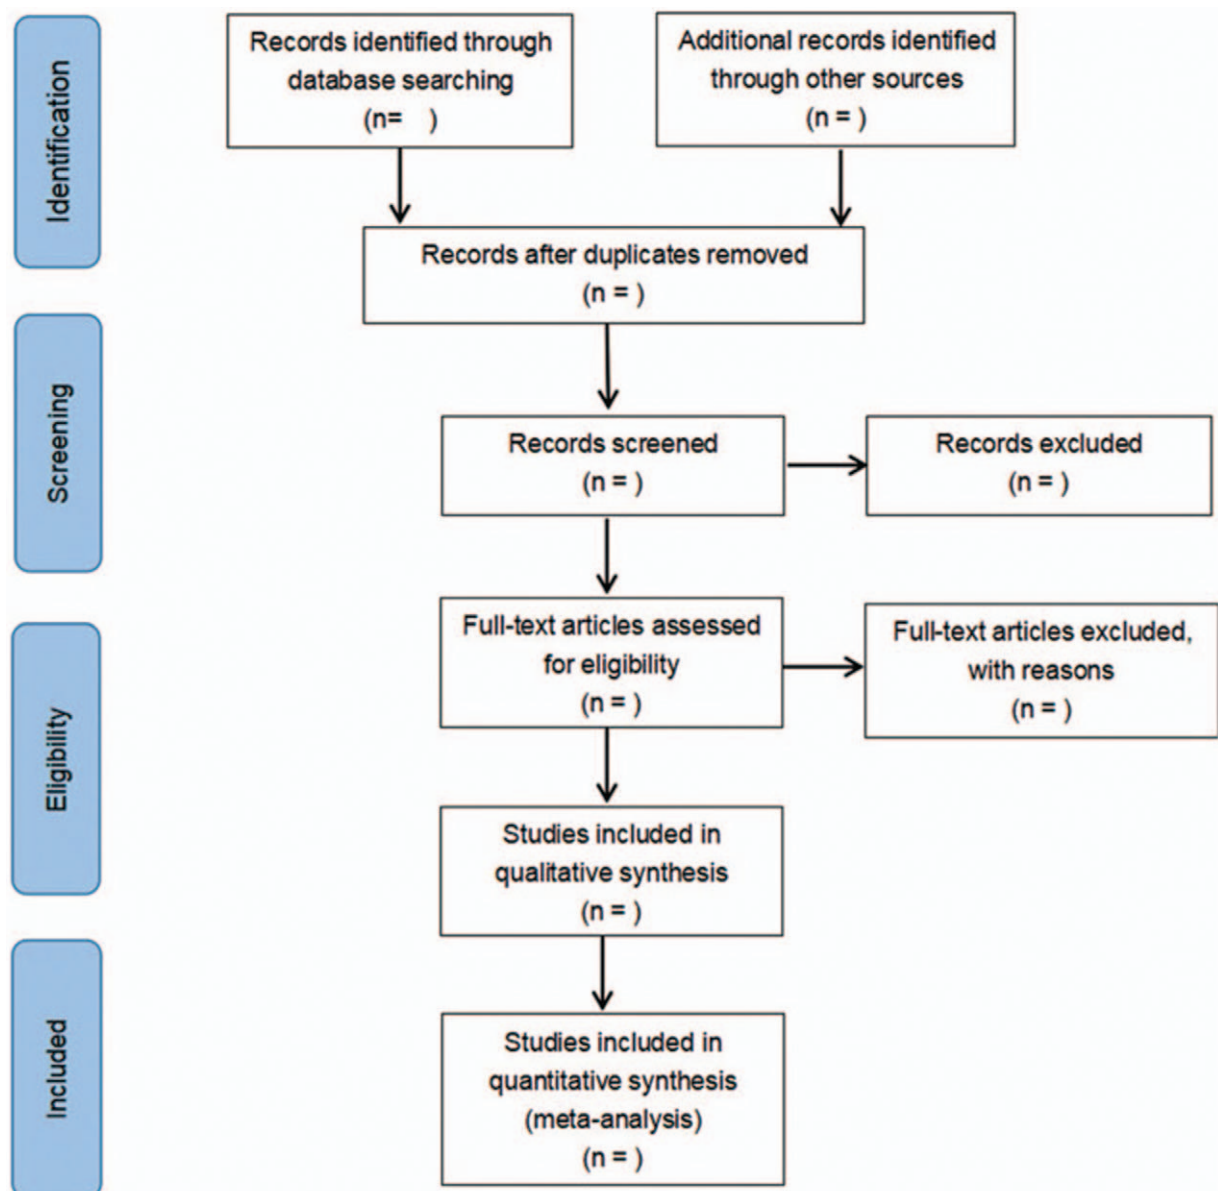 Identification
Records identified through
database searching
(n=    )
Additional records identified
through other sources
(n = )
Records after duplicates removed
(n = )
Screening
Records screened
(n = )
Records excluded
(n = )
Eligibility
Full-text articles assessed
for eligibility
(n = )
Full-text articles excluded,
with reasons
(n = )
Studies included in
qualitative synthesis
(n = )
Included
Studies included in
quantitative synthesis
(meta-analysis)
(n = )